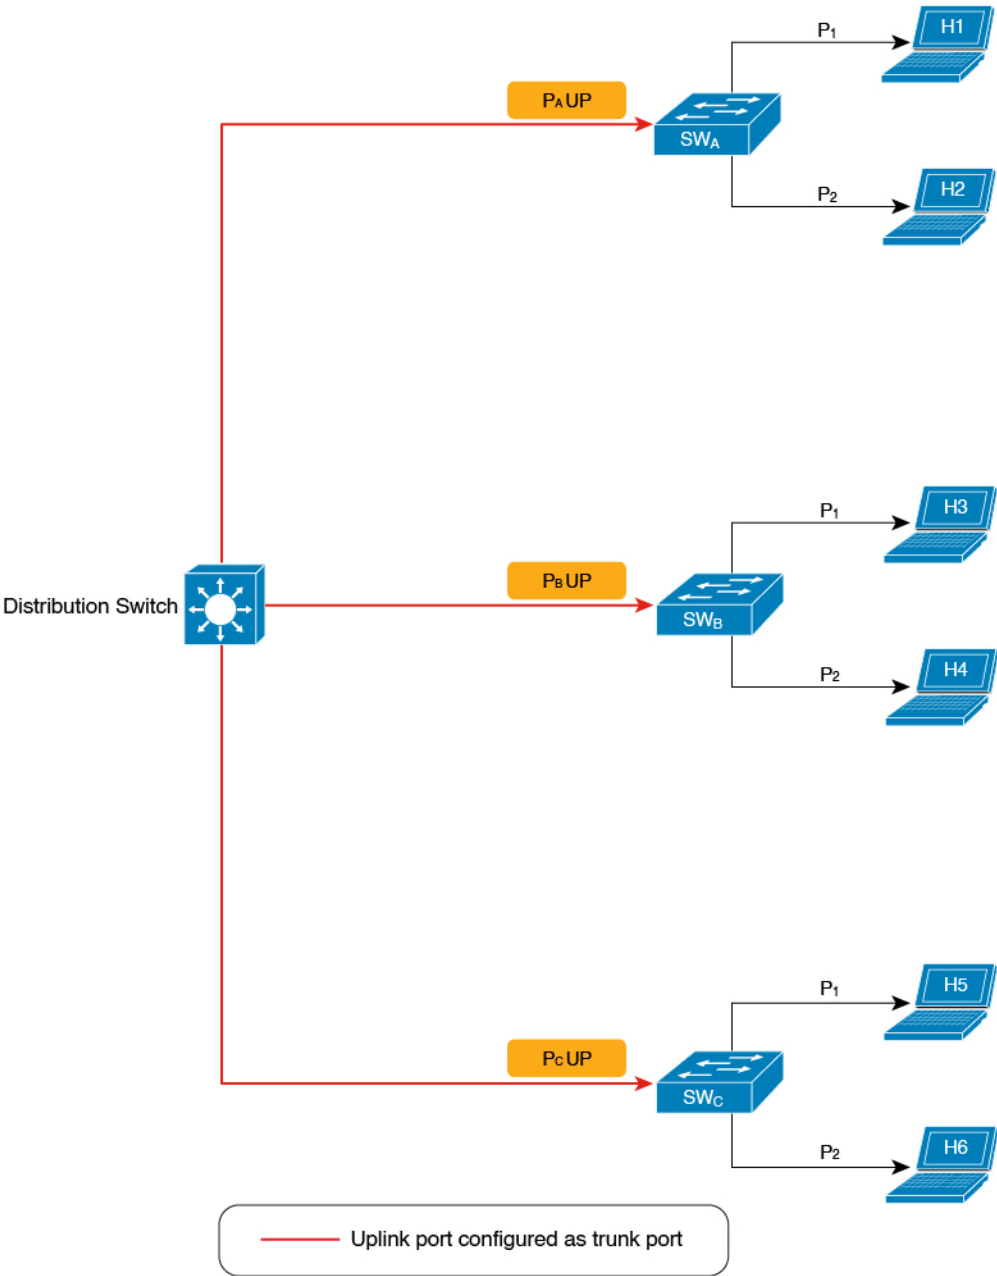 P1
H1
PA UP
SWA
P2
H2
P1
H3
Distribution Switch
PB UP
SWB
P2
H4
P1
H5
PC UP
SWC
P2
H6
Uplink port configured as trunk port